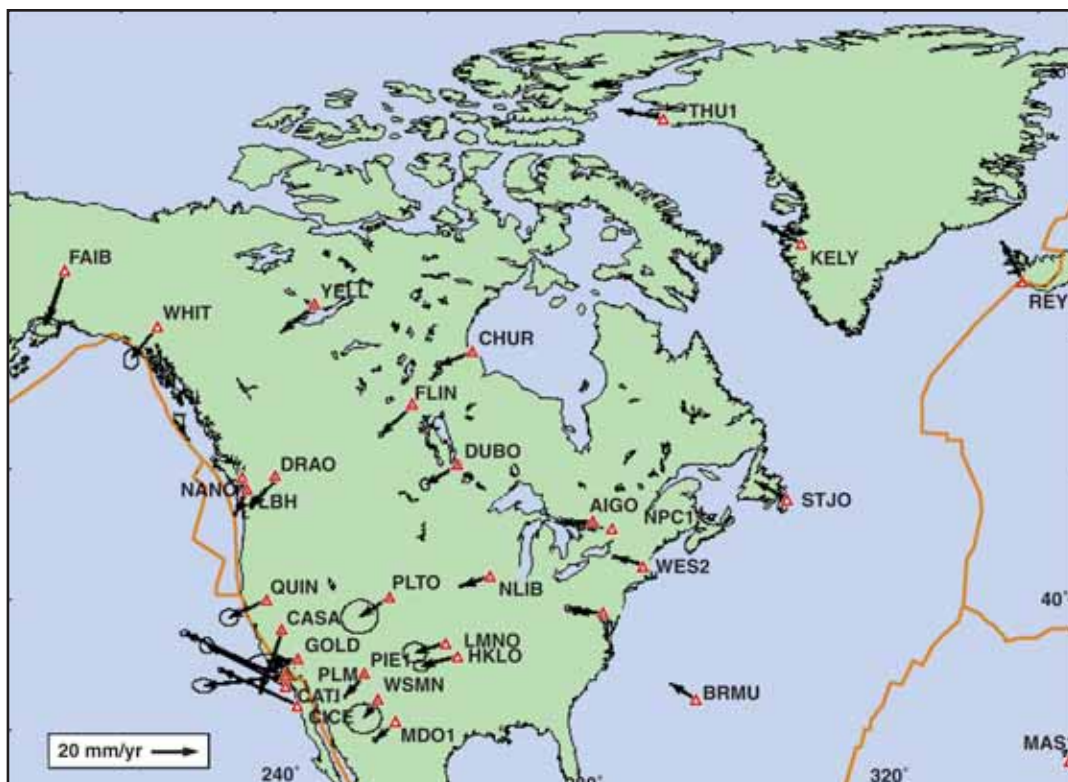 THU1
KELY
REY
FAIB
WHIT
YELL
CHUR
FLIN
DUBO
DRAO
NANO
LBH
AIGO
NPC1
STJO
WES2
NLIB
PLTO
QUIN
CASA
GOLD
LMNO
HKLO
PIE1
PLM
WSMN
CATI
CICE
MDO1
BRMU
MAS
40°
20 mm/yr
240°
320°